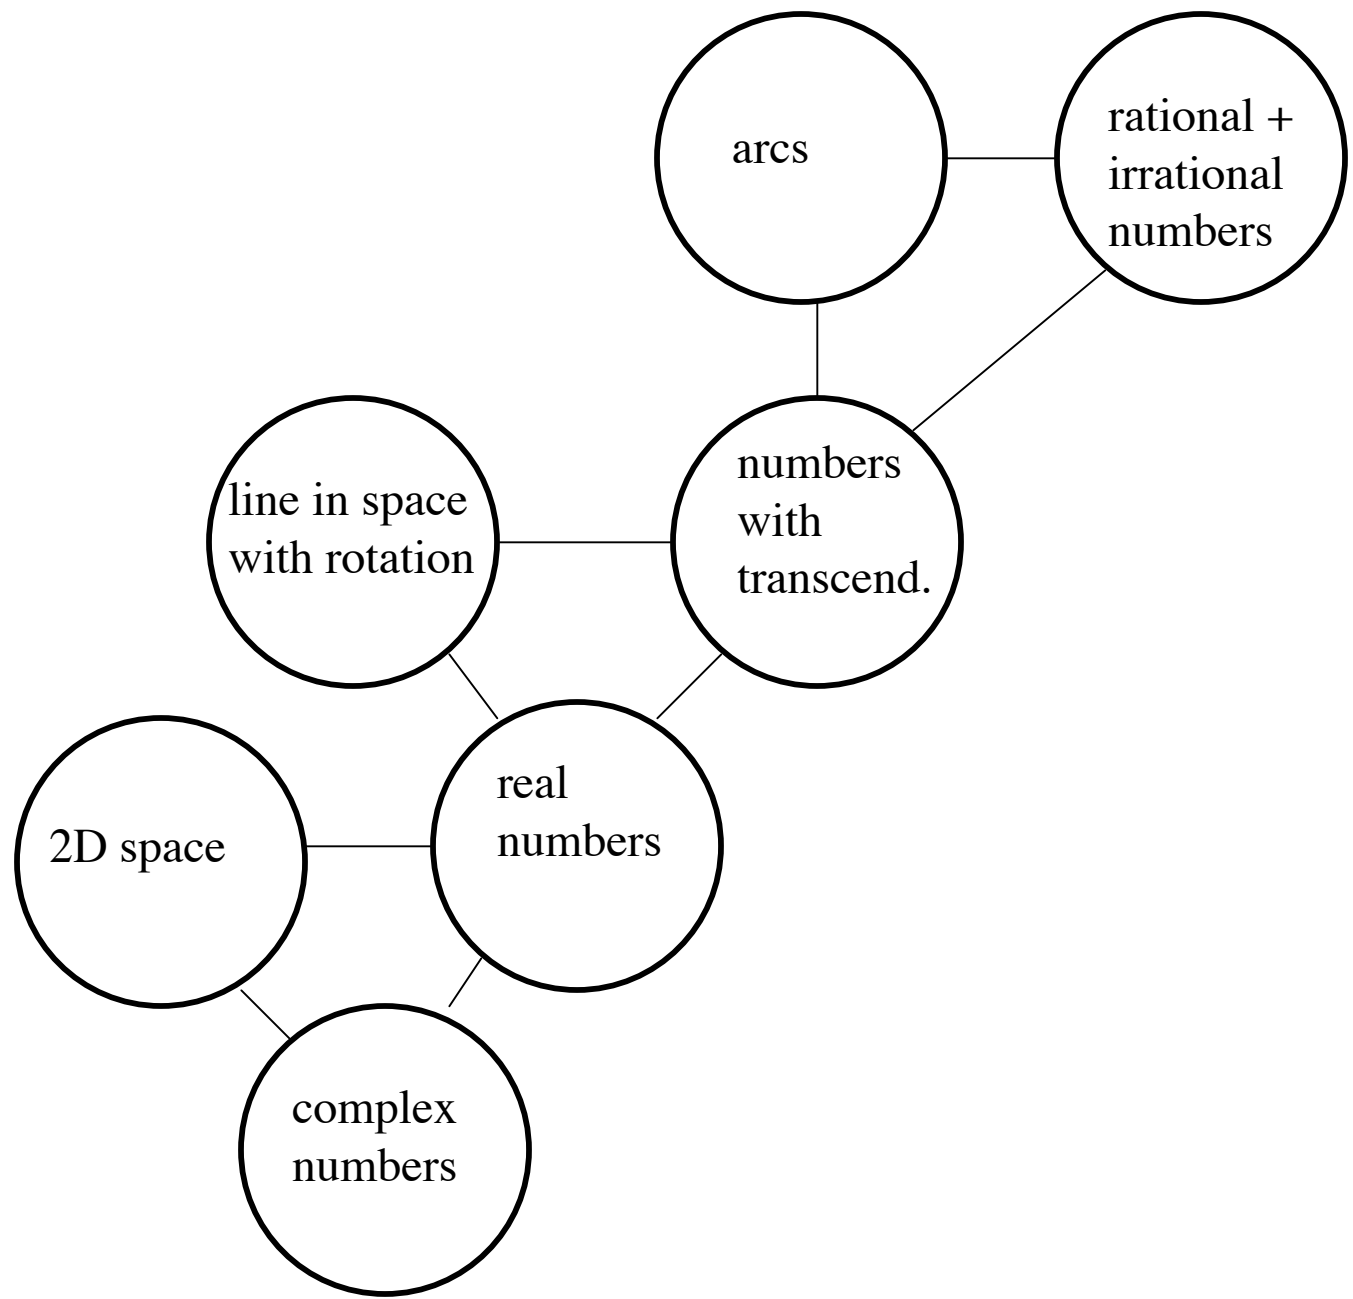 arcs
rational +
irrational
numbers
numbers
with
transcend.
line in space
with rotation
real
numbers
2D space
complex
numbers